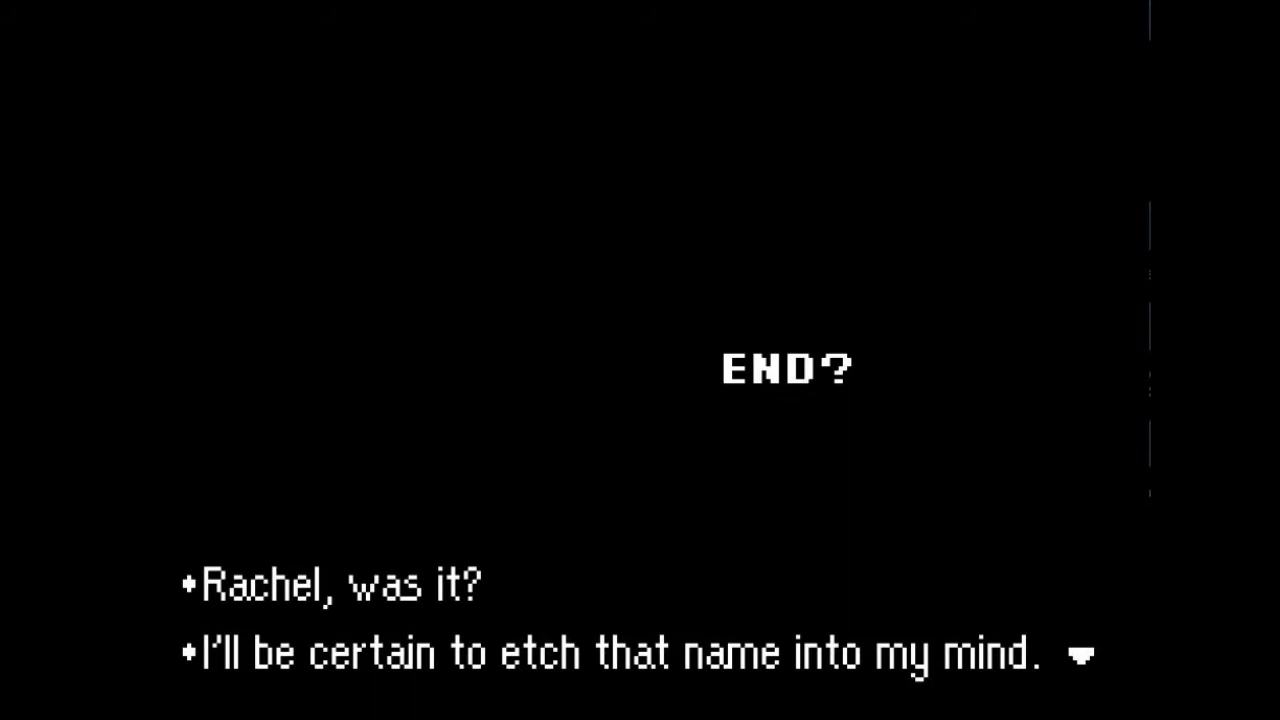 END?
•Rachel, was it?
•I'll be certain to etch that name into my mind.